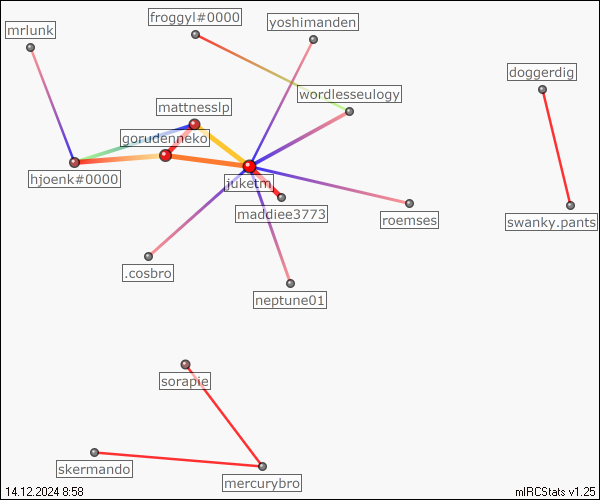 froggyl#0000
yoshimanden
mrlunk
doggerdig
wordlesseulogy
mattnesslp
gorudenneko
hjoenk#0000
juketm
maddiee3773
roemses
swanky.pants
.cosbro
neptune01
sorapie
skermando
mercurybro
14.12.2024 8:58
mIRCStats v1.25